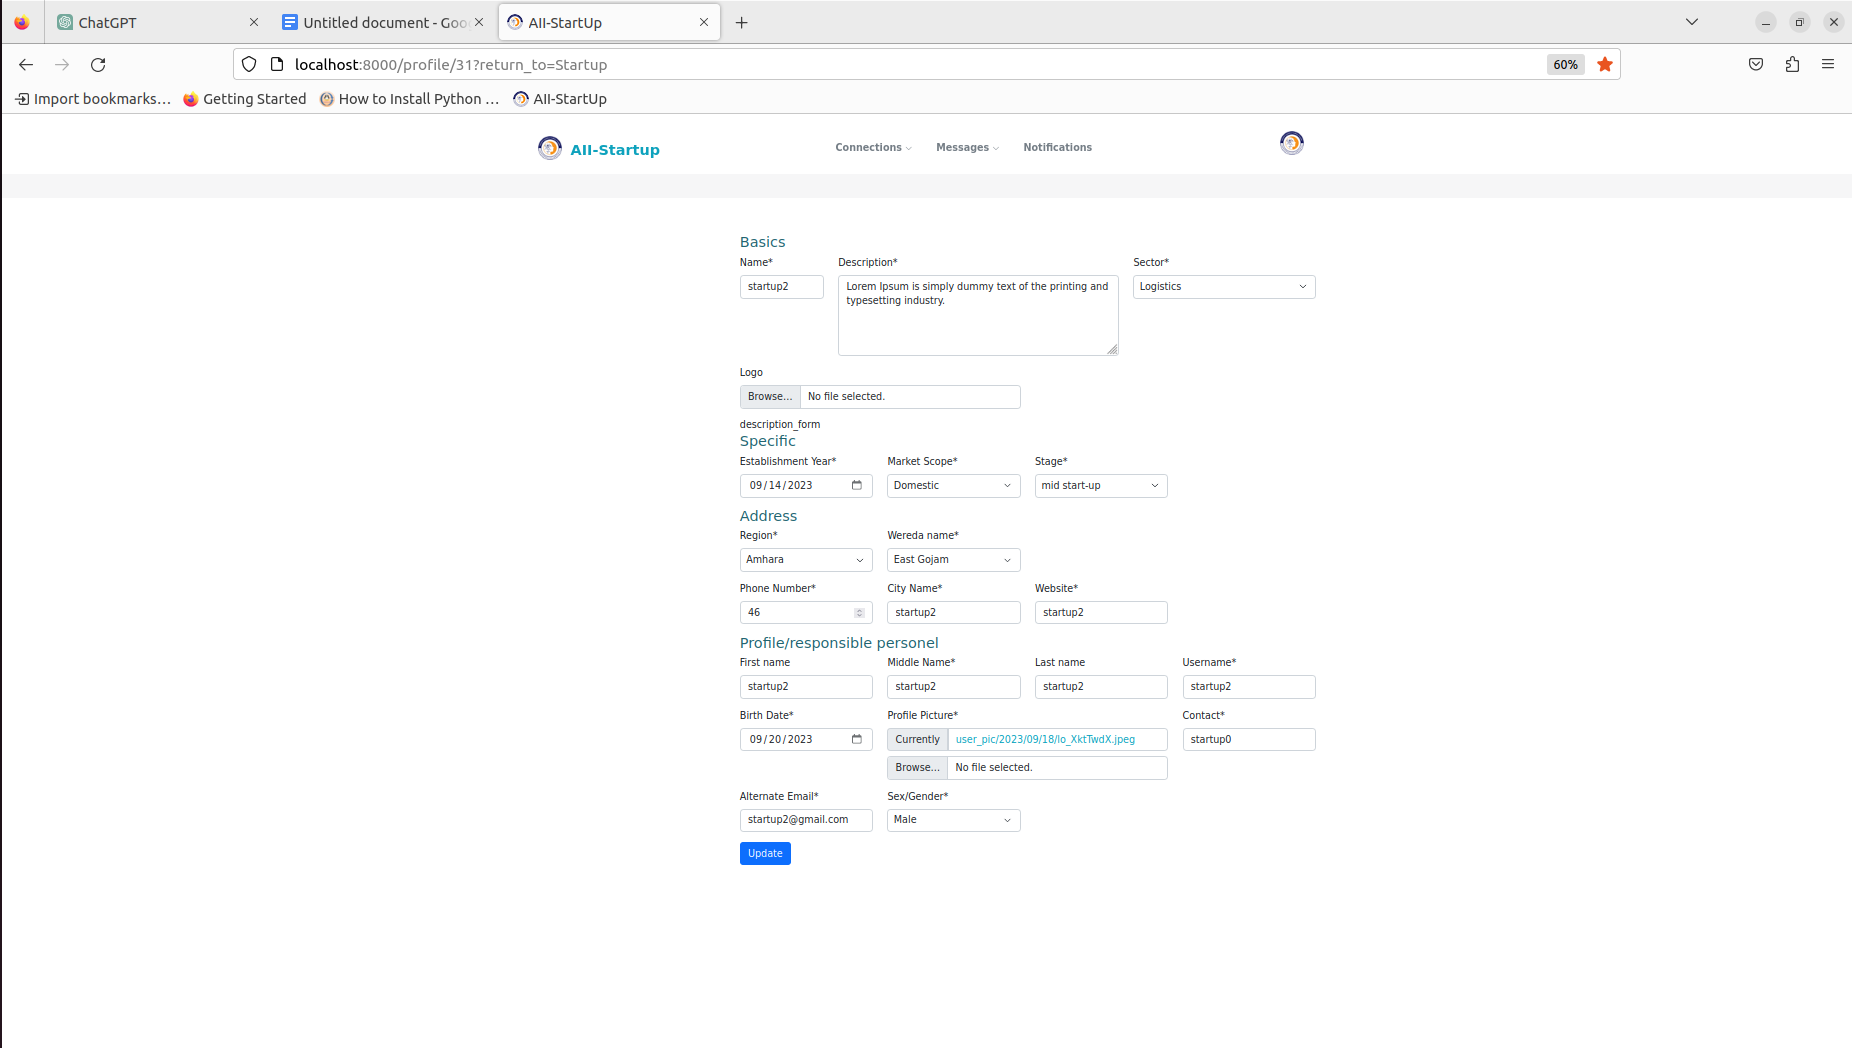 ChatGPT
Untitled document - Goo
AII-StartUp
localhost:8000/profile/31?return_to=Startup
60%
Import bookmarks...
Getting Started
How to Install Python ...
AII-StartUp
AII-Startup
Connections
Messages
Notifications
Basics
Name*
Description*
Sector*
startup2
Lorem Ipsum is simply dummy text of the printing and
typesetting industry.
Logistics
Logo
Browse...
No file selected.
description_form
Specific
Establishment Year*
Market Scope*
Stage*
09/14/2023
Domestic
mid start-up
Address
Region*
Wereda name*
Amhara
East Gojam
Phone Number*
City Name*
Website*
46
startup2
startup2
Profile/responsible personel
First name
Middle Name*
Last name
Username*
startup2
startup2
startup2
startup2
Birth Date*
Profile Picture*
Contact*
09/20/2023
Currently
user_pic/2023/09/18/lo_XktTwdX.jpeg
startup0
Browse...
No file selected.
Alternate Email*
Sex/Gender*
startup2@gmail.com
Male
Update